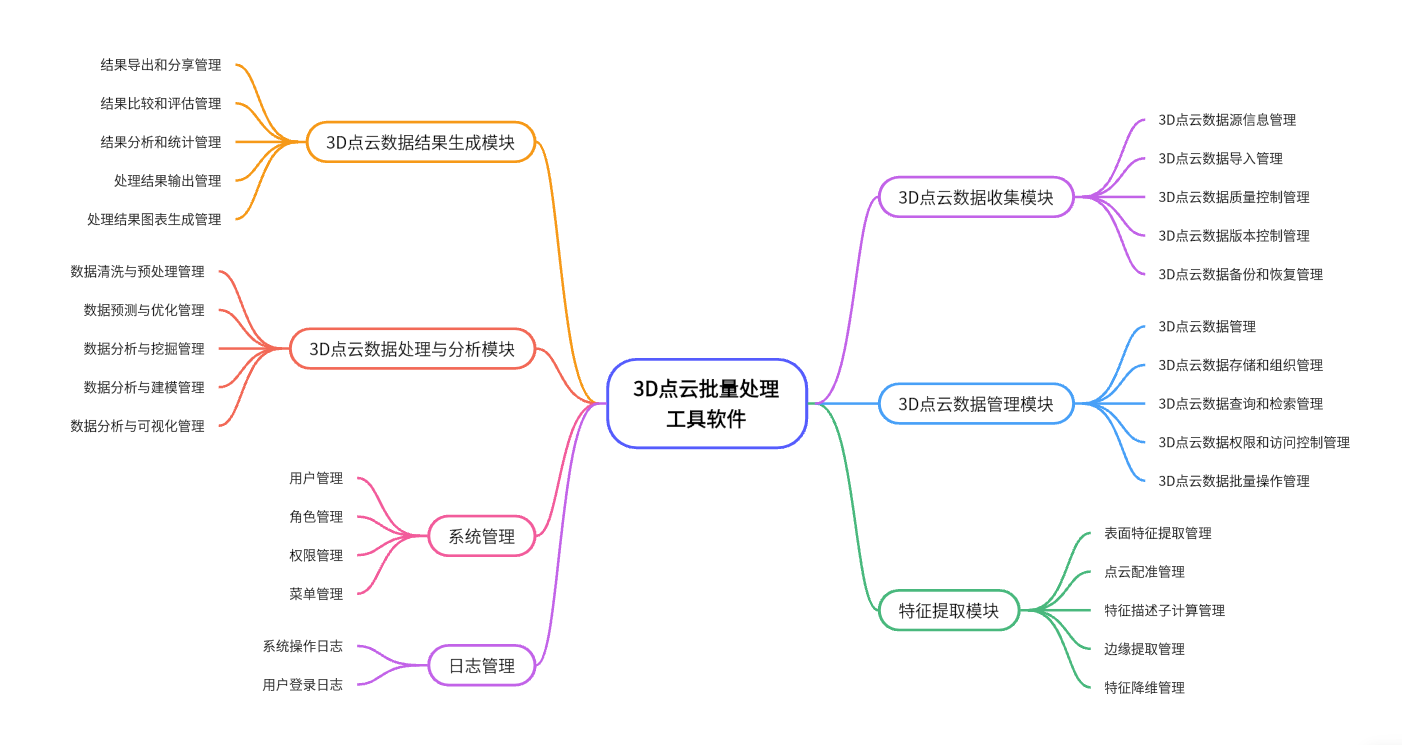 3D点云批量处理
工具软件
3D点云数据收集模块
3D点云数据源信息管理
3D点云数据导入管理
3D点云数据质量控制管理
3D点云数据版本控制管理
3D点云数据备份和恢复管理
3D点云数据管理模块
3D点云数据管理
3D点云数据存储和组织管理
3D点云数据查询和检索管理
3D点云数据权限和访问控制管理
3D点云数据批量操作管理
特征提取模块
表面特征提取管理
点云配准管理
特征描述子计算管理
边缘提取管理
特征降维管理
3D点云数据结果生成模块
结果导出和分享管理
结果比较和评估管理
结果分析和统计管理
处理结果输出管理
处理结果图表生成管理
3D点云数据处理与分析模块
数据清洗与预处理管理
数据预测与优化管理
数据分析与挖掘管理
数据分析与建模管理
数据分析与可视化管理
系统管理
用户管理
角色管理
权限管理
菜单管理
日志管理
系统操作日志
用户登录日志